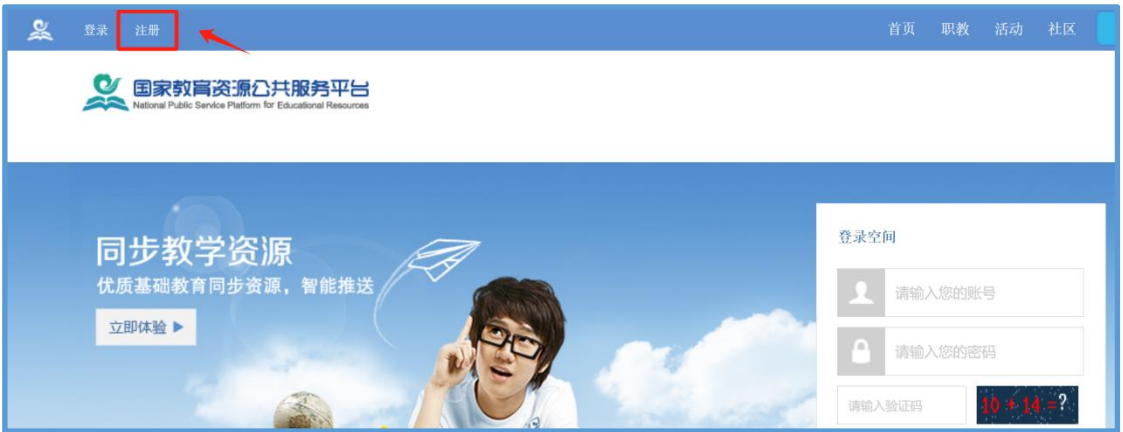 登录 注册 首页 职教 活动 社区
国家教育资源公共服务平台
National Public Service Platform for Educational Resources
同步教学资源
优质基础教育同步资源，智能推送
立即体验
登录空间
请输入您的账号
请输入您的密码
请输入验证码 10 + 14 = ?